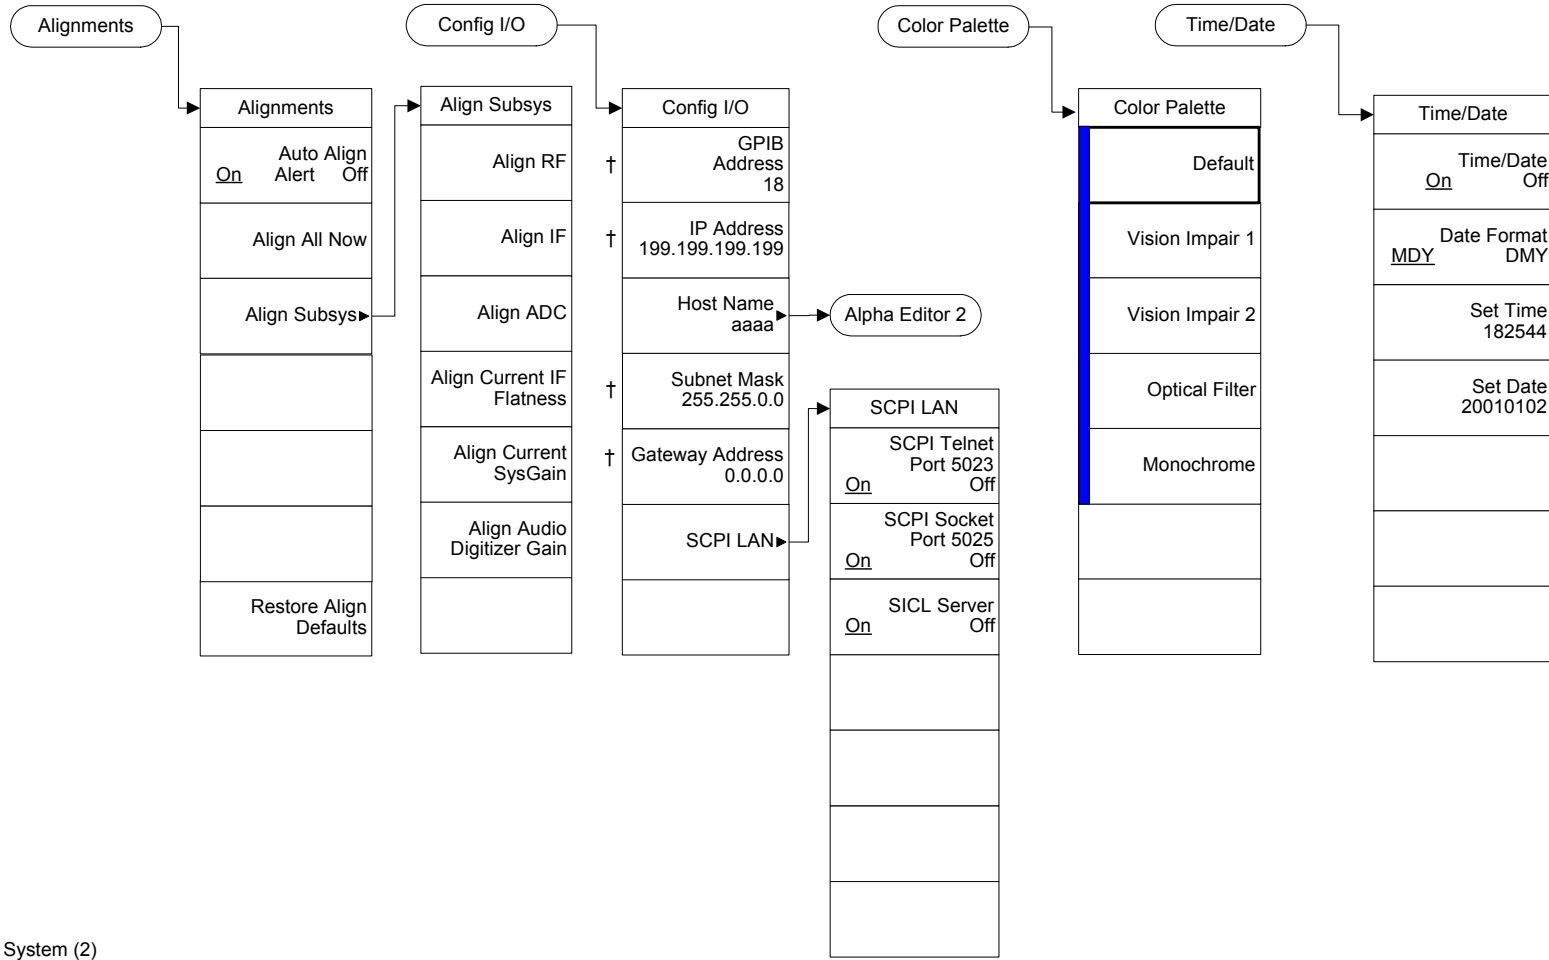 Alignments
Config I/O
Color Palette
Time/Date
Alignments
Auto Align
On Alert Off
Align All Now
Align Subsys
Restore Align
Defaults
Align Subsys
Align RF
Align IF
Align ADC
Align Current IF
Flatness
Align Current
SysGain
Align Audio
Digitizer Gain
Config I/O
† GPIB
Address
18
† IP Address
199.199.199.199
Host Name
aaaa
† Subnet Mask
255.255.0.0
† Gateway Address
0.0.0.0
SCPI LAN
Alpha Editor 2
SCPI LAN
SCPI Telnet
Port 5023
On Off
SCPI Socket
Port 5025
On Off
SICL Server
On Off
Color Palette
Default
Vision Impair 1
Vision Impair 2
Optical Filter
Monochrome
Time/Date
Time/Date
On Off
Date Format
MDY DMY
Set Time
182544
Set Date
20010102
System (2)